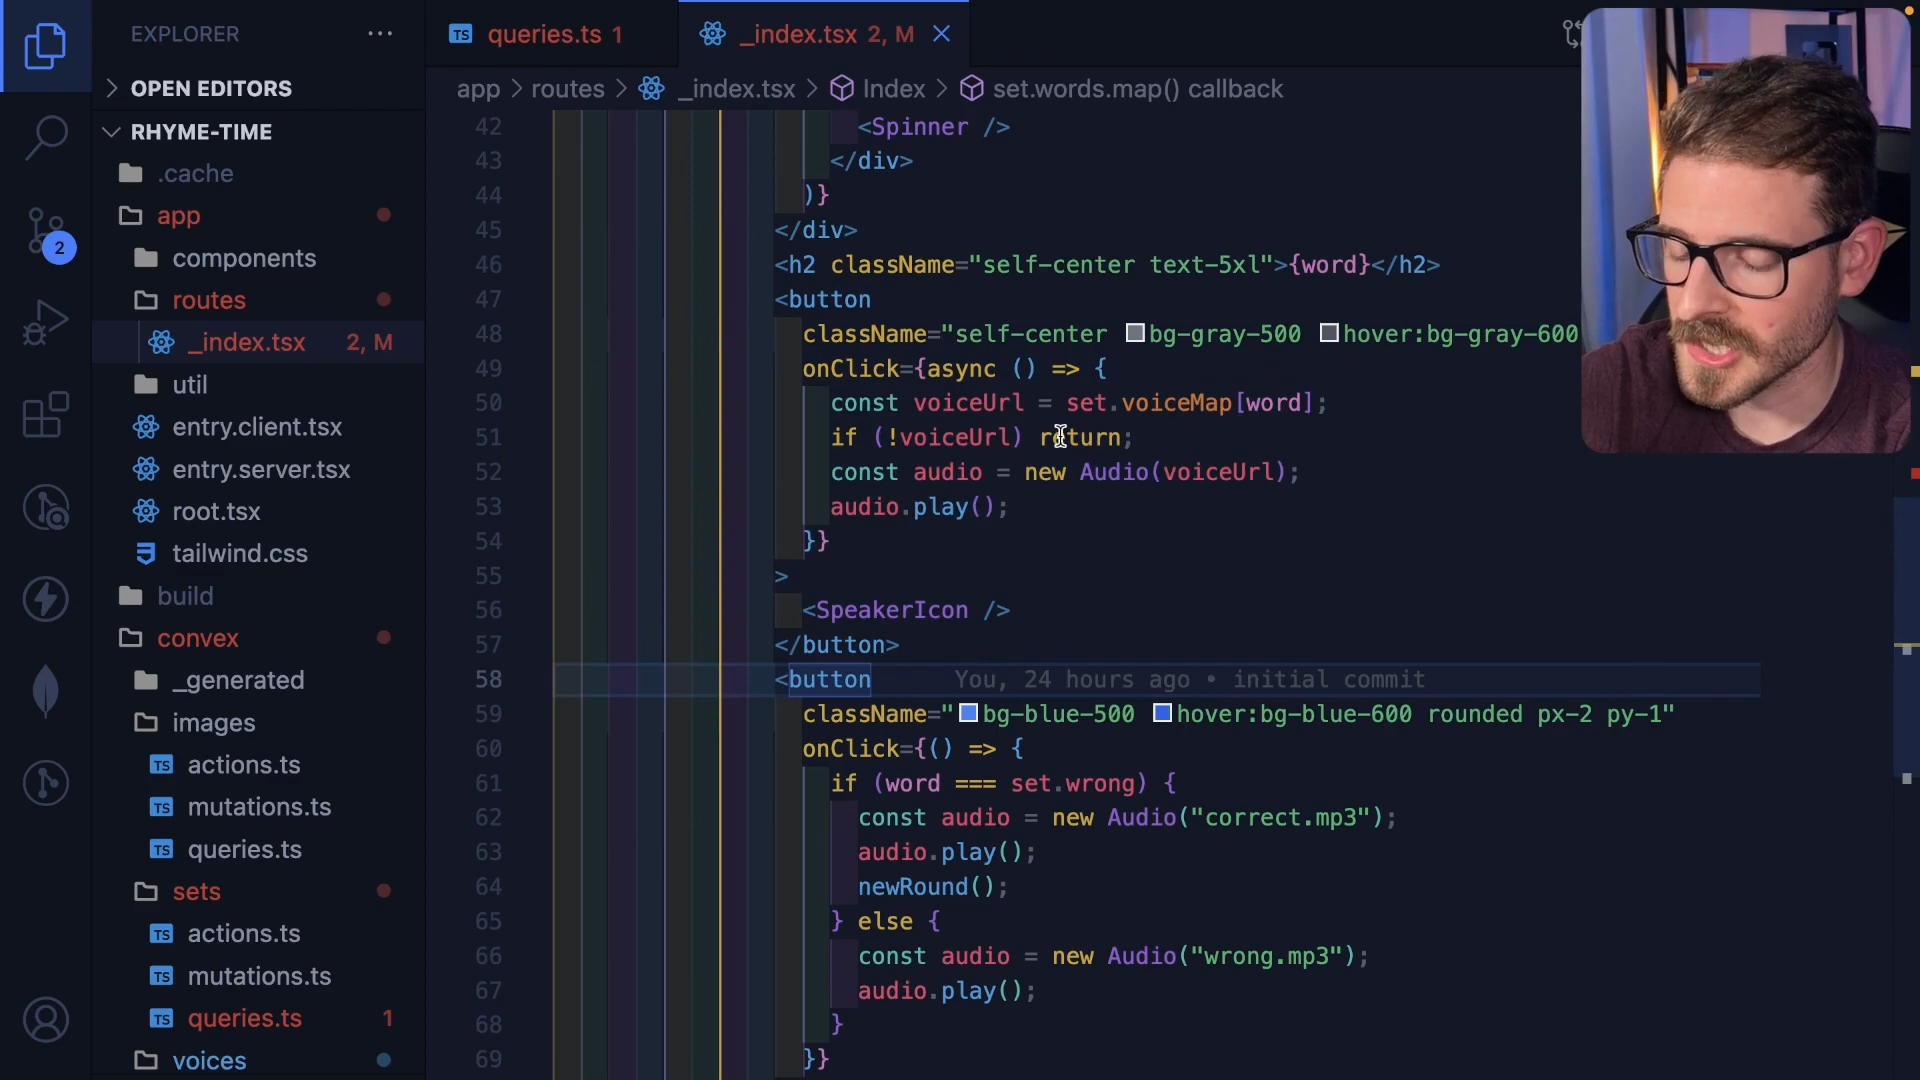 EXPLORER
OPEN EDITORS
RHYME-TIME
.cache
app
components
routes
_index.tsx 2, M
util
entry.client.tsx
entry.server.tsx
root.tsx
tailwind.css
build
convex
_generated
images
TS actions.ts
TS mutations.ts
TS queries.ts
sets
TS actions.ts
TS mutations.ts
TS queries.ts 1
voices
2
TS queries.ts 1
_index.tsx 2, M
app > routes > _index.tsx > Index > set.words.map() callback
42 <Spinner />
43 </div>
44 )}
45 </div>
46 <h2 className="self-center text-5xl">{word}</h2>
47 <button
48 className="self-center bg-gray-500 hover:bg-gray-600
49 onClick={async () => {
50 const voiceUrl = set.voiceMap[word];
51 if (!voiceUrl) return;
52 const audio = new Audio(voiceUrl);
53 audio.play();
54 }}
55 >
56 <SpeakerIcon />
57 </button>
58 <button You, 24 hours ago • initial commit
59 className="bg-blue-500 hover:bg-blue-600 rounded px-2 py-1"
60 onClick={() => {
61 if (word === set.wrong) {
62 const audio = new Audio("correct.mp3");
63 audio.play();
64 newRound();
65 } else {
66 const audio = new Audio("wrong.mp3");
67 audio.play();
68 }
69 }}